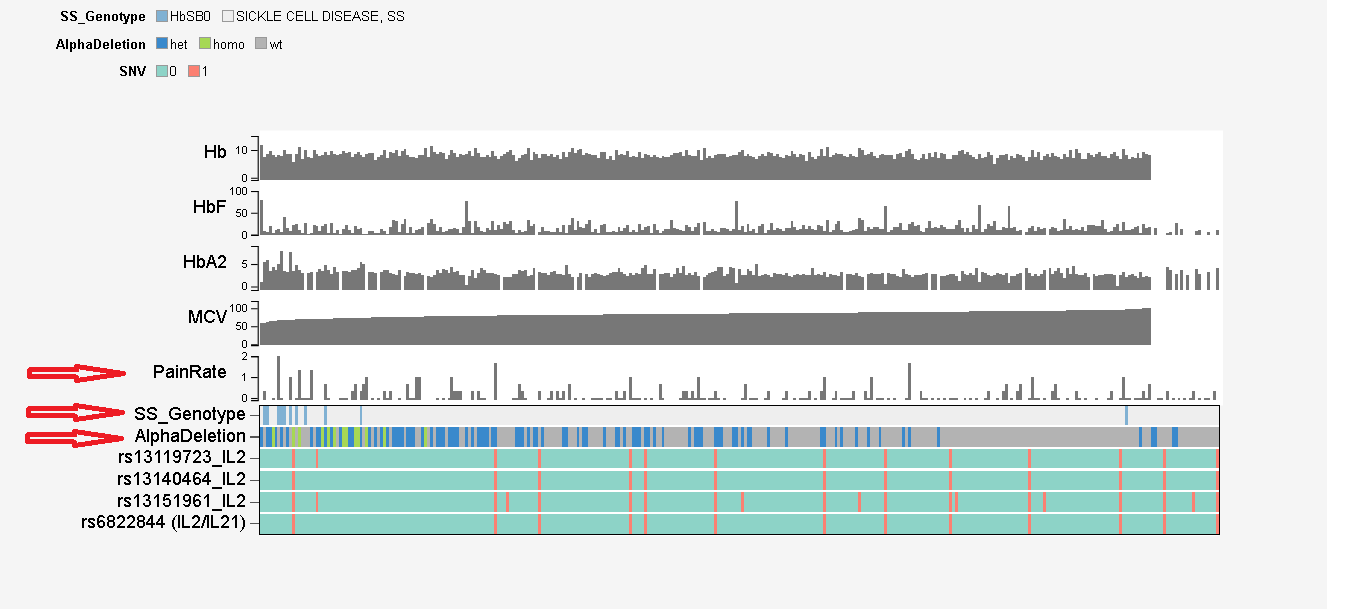 SS_Genotype HbSB0 SICKLE CELL DISEASE, SS
AlphaDeletion het homo wt
SNV 0 1
Hb 10 0
HbF 100 50 0
HbA2 5 0
MCV 100 50 0
PainRate 2 1 0
SS_Genotype
AlphaDeletion
rs13119723_IL2
rs13140464_IL2
rs13151961_IL2
rs6822844 (IL2/IL21)